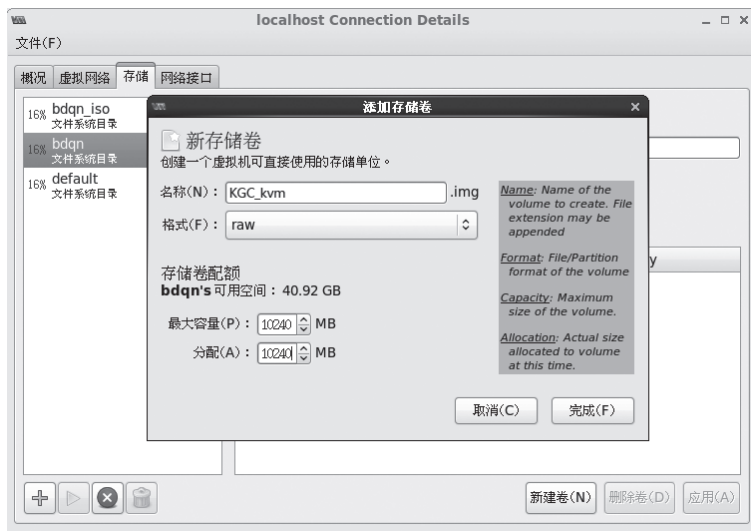 localhost Connection Details
文件(F)
概况 虚拟网络 存储 网络接口
16% bdqn_iso
文件系统目录
16% bdqn
文件系统目录
16% default
文件系统目录
添加存储卷
新存储卷
创建一个虚拟机可直接使用的存储单位。
名称(N)： KGC_kvm .img
格式(F)： raw
存储卷配额
bdqn's 可用空间： 40.92 GB
最大容量(P)： 10240 MB
分配(A)： 10240 MB
Name: Name of the
volume to create. File
extension may be
appended
Format: File/Partition
format of the volume
Capacity: Maximum
size of the volume.
Allocation: Actual size
allocated to volume
at this time.
取消(C) 完成(F)
y
新建卷(N) 删除卷(D) 应用(A)